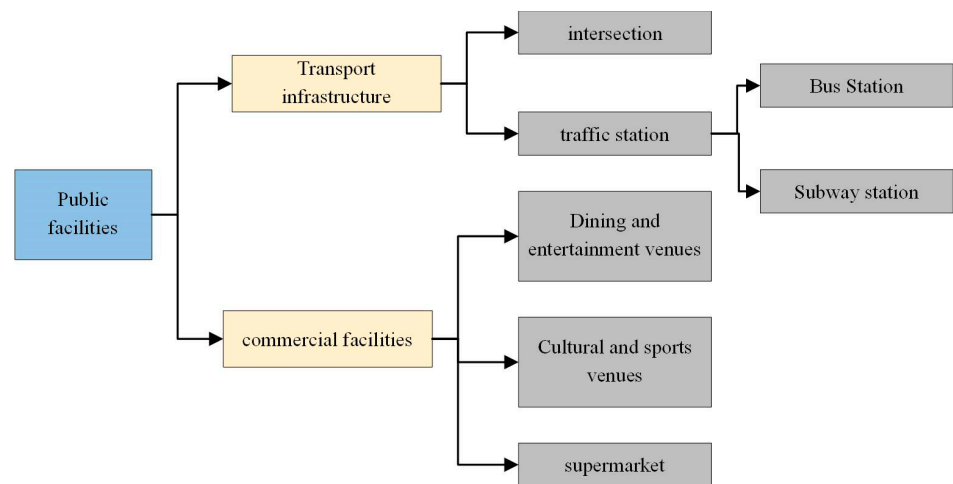 Public
facilities
Transport
infrastructure
commercial facilities
intersection
traffic station
Bus Station
Subway station
Dining and
entertainment venues
Cultural and sports
venues
supermarket